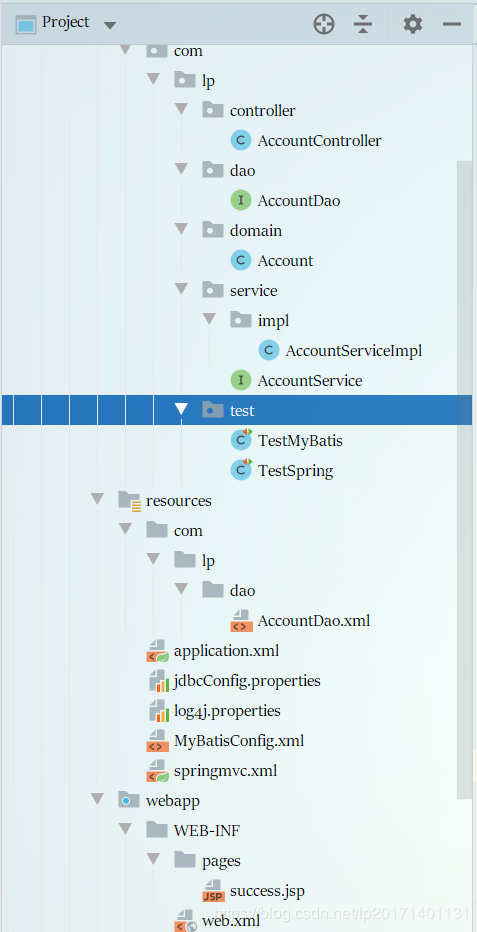 Project
com
lp
controller
C AccountController
dao
I AccountDao
domain
C Account
service
impl
C AccountServiceImpl
I AccountService
test
C TestMyBatis
C TestSpring
resources
com
lp
dao
<> AccountDao.xml
application.xml
jdbcConfig.properties
log4j.properties
<> MyBatisConfig.xml
springmvc.xml
webapp
WEB-INF
pages
JSP success.jsp
web.xml
https://blog.csdn.net/lp20171401131